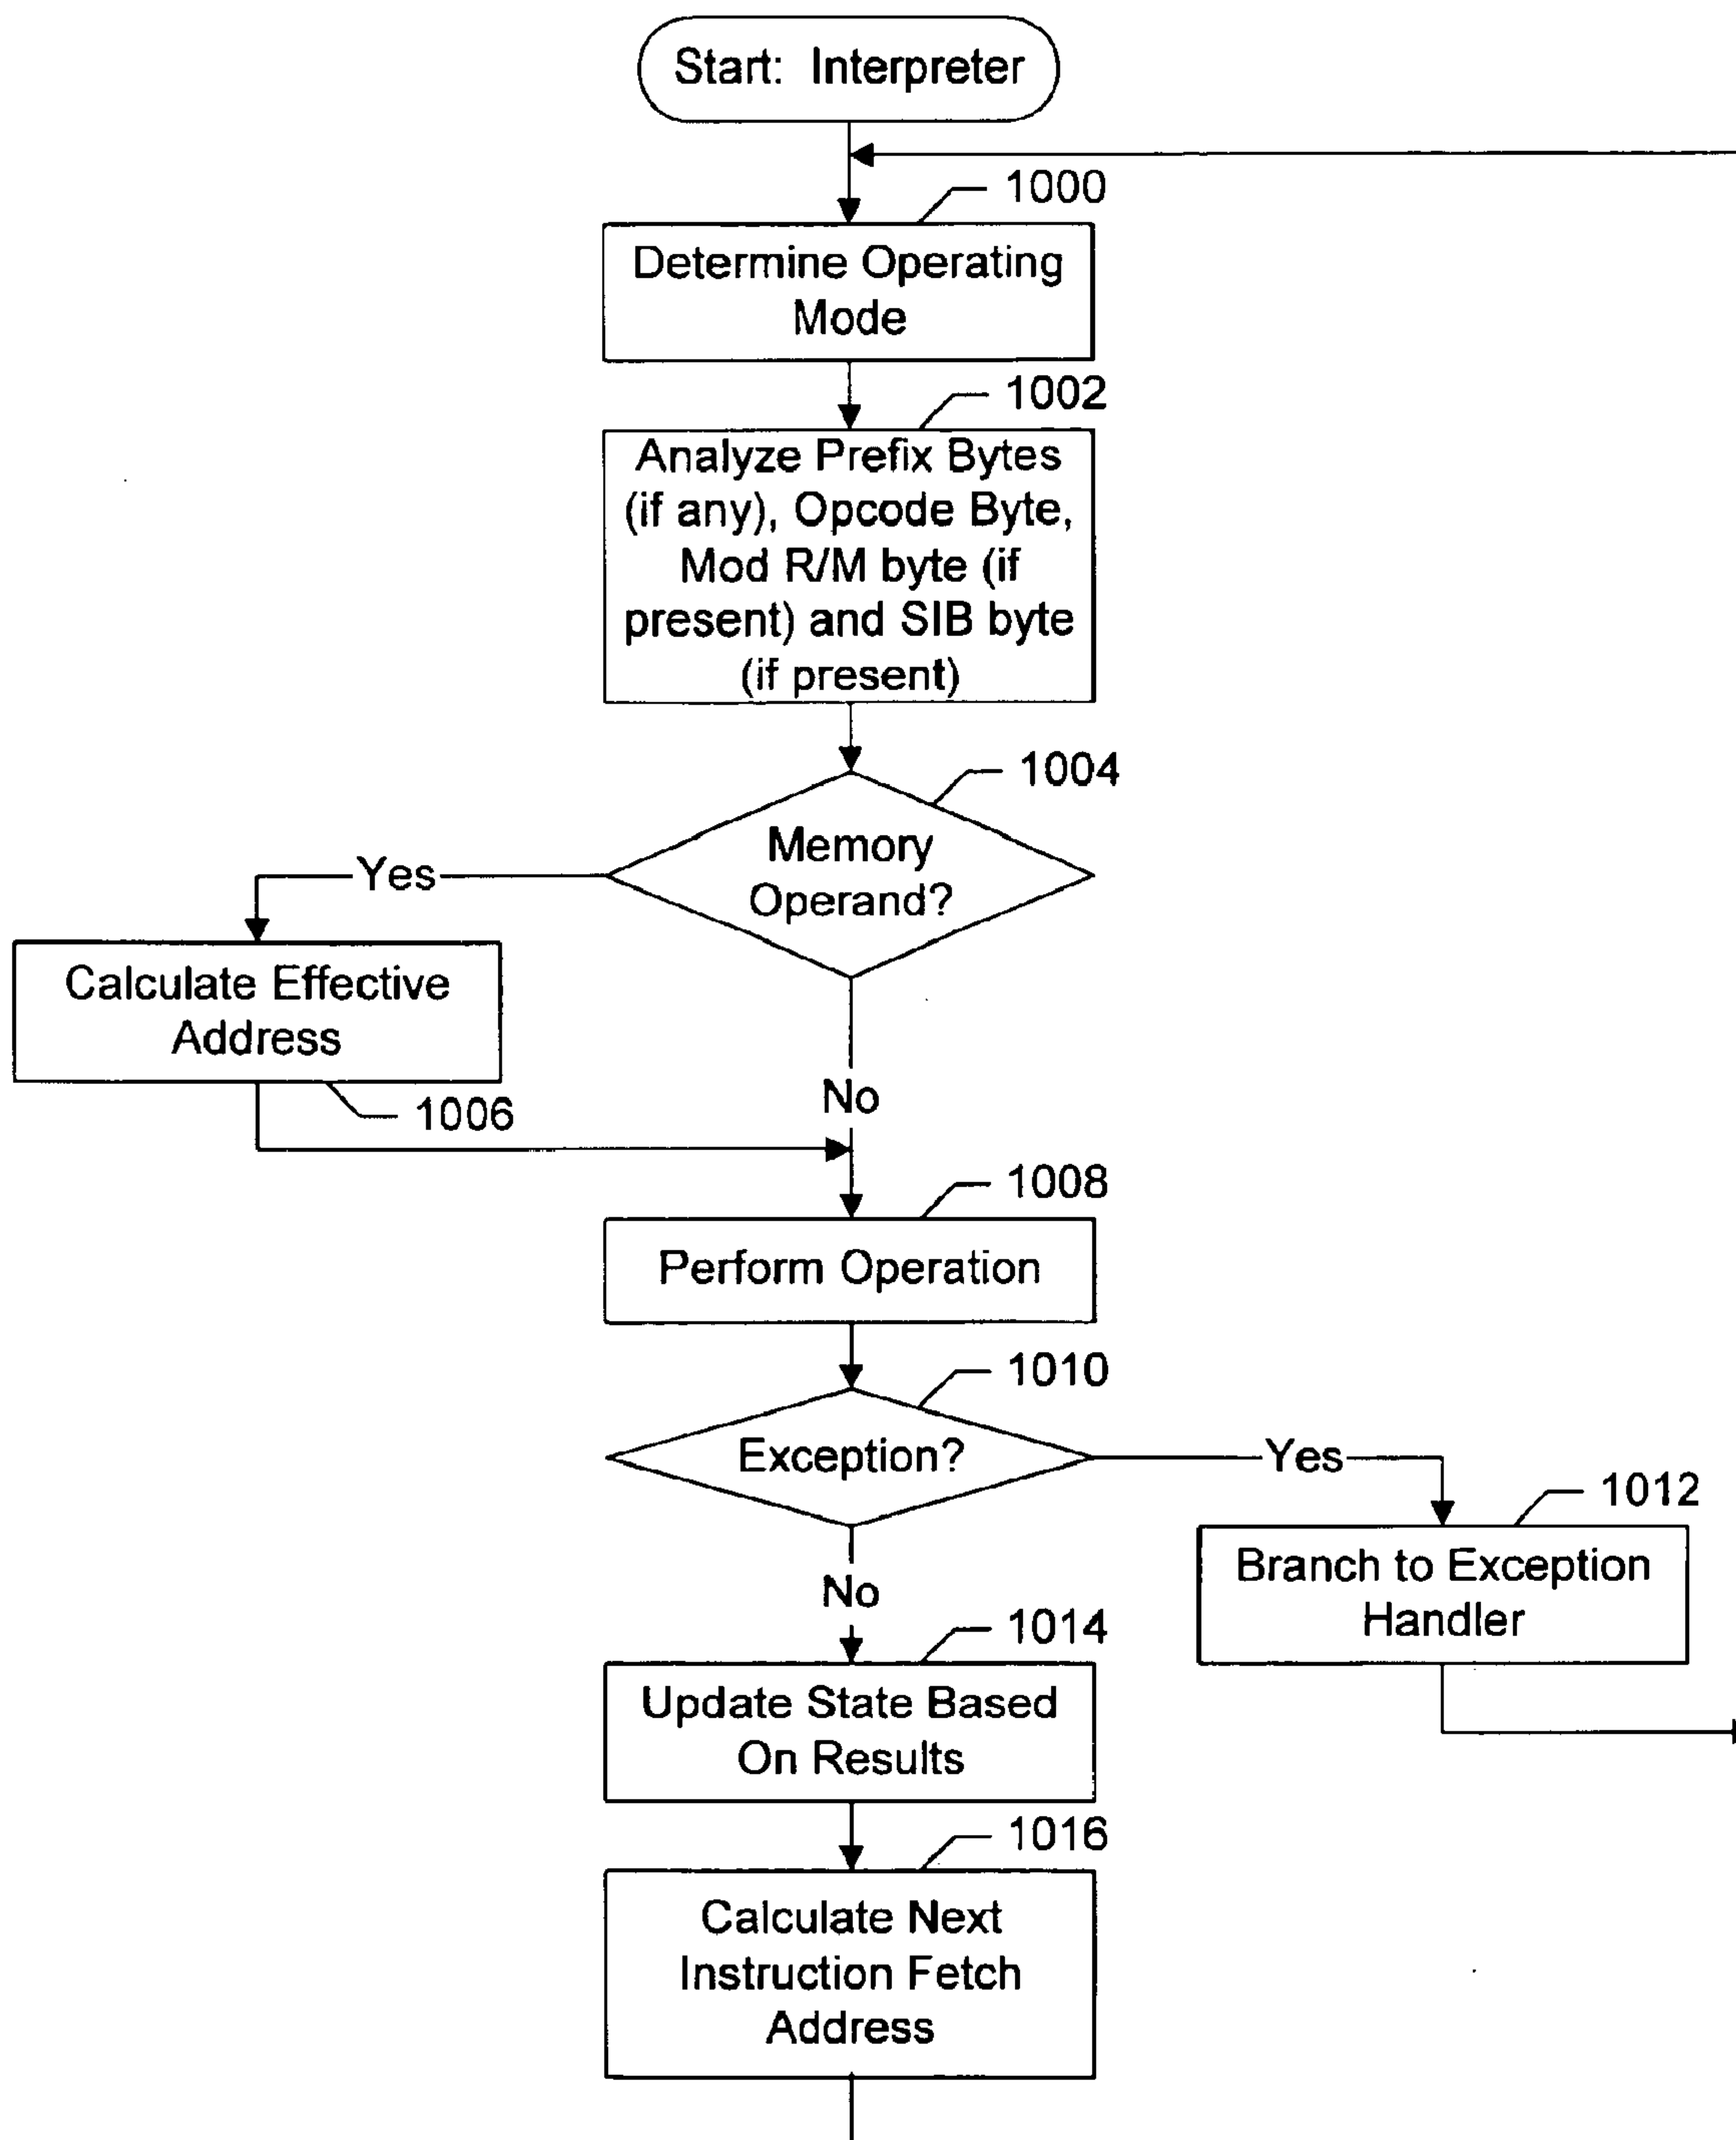 Start: Interpreter
1000
Determine Operating
Mode
1002
Analyze Prefix Bytes
(if any), Opcode Byte,
Mod R/M byte (if
present) and SIB byte
(if present)
1004
Memory
Operand?
Yes
Calculate Effective
Address
1006
No
1008
Perform Operation
1010
Exception?
Yes
1012
Branch to Exception
Handler
No
1014
Update State Based
On Results
1016
Calculate Next
Instruction Fetch
Address